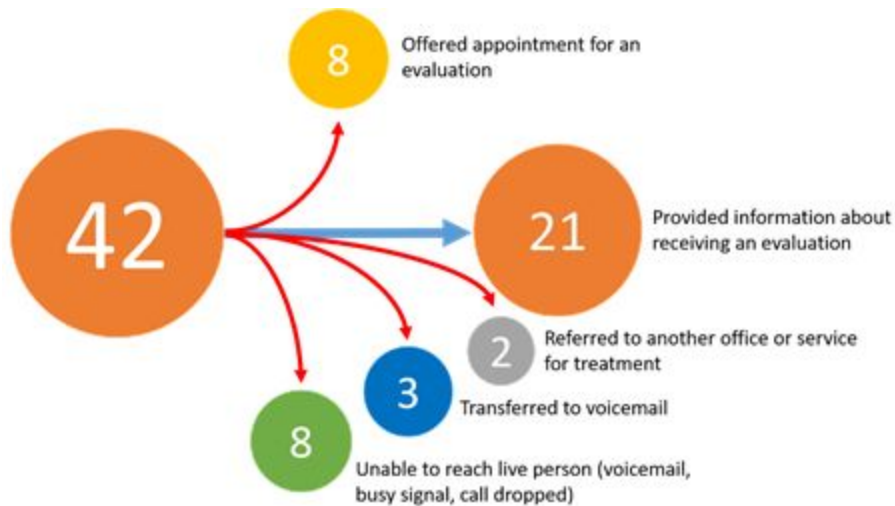 8
Offered appointment for an
evaluation
42
21
Provided information about
receiving an evaluation
2
Referred to another office or service
for treatment
3
Transferred to voicemail
8
Unable to reach live person (voicemail,
busy signal, call dropped)